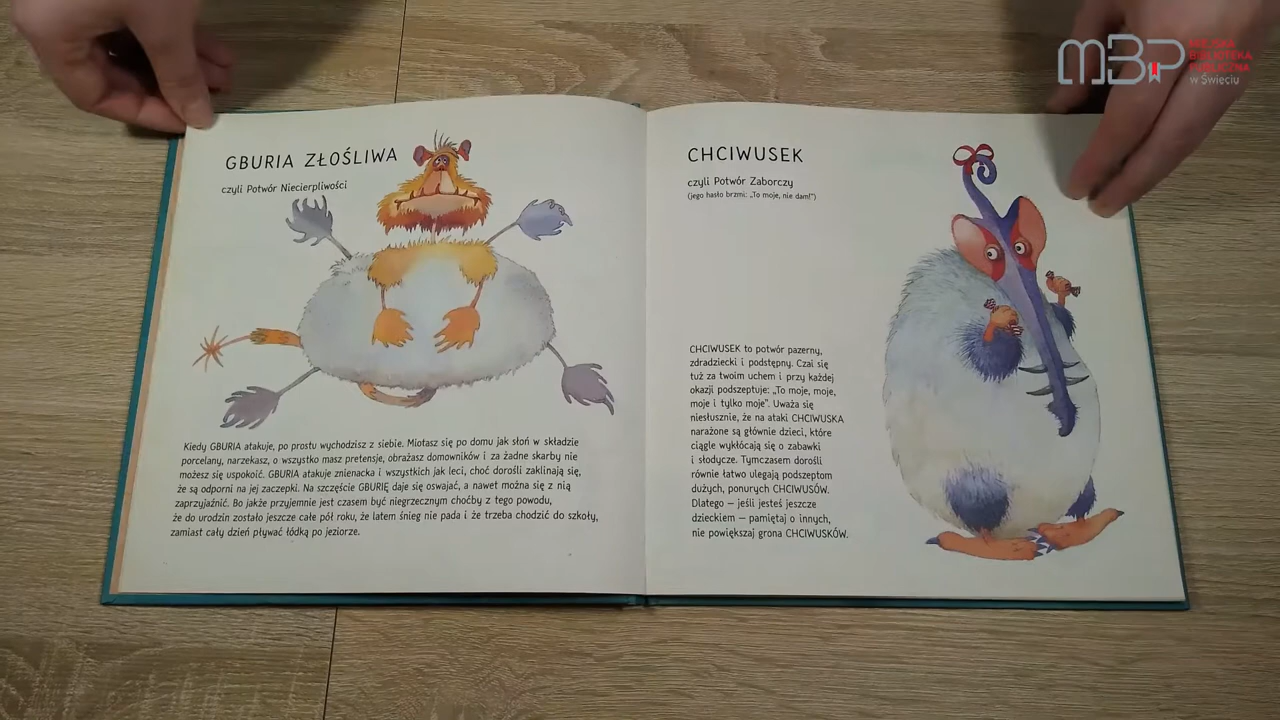 GBURIA ZŁOŚLIWA
czyli Potwór Niecierpliwości
Kiedy GBURIA atakuje, po prostu wychodzisz z siebie. Miotasz się po domu jak słoń w składzie
porcelany, narzekasz, o wszystko masz pretensje, obrażasz domowników i za żadne skarby nie
możesz się uspokoić. GBURIA atakuje znienacka i wszystkich jak leci, choć dorośli zaklinają się,
że są odporni na jej zaczepki. Na szczęście GBURIĘ daje się oswajać, a nawet można się z nią
zaprzyjaźnić. Bo jakże przyjemnie jest czasem być niegrzecznym choćby z tego powodu,
że do urodzin zostało jeszcze całe pół roku, że latem śnieg nie pada i że trzeba chodzić do szkoły,
zamiast cały dzień pływać łódką po jeziorze.
CHCIWUSEK
czyli Potwór Zaborczy
(jego hasło brzmi: „To moje, nie dam!")
CHCIWUSEK to potwór pazerny,
zdradziecki i podstępny. Czai się
tuż za twoim uchem i przy każdej
okazji podszeptuje: „To moje, moje,
moje i tylko moje". Uważa się
niesłusznie, że na ataki CHCIWUSKA
narażone są głównie dzieci, które
ciągle wykłócają się o zabawki
i słodycze. Tymczasem dorośli
równie łatwo ulegają podszeptom
dużych, ponurych CHCIWUSÓW.
Dlatego – jeśli jesteś jeszcze
dzieckiem – pamiętaj o innych,
nie powiększaj grona CHCIWUSKÓW.
MBP
MIEJSKA
BIBLIOTEKA
PUBLICZNA
w Świeciu